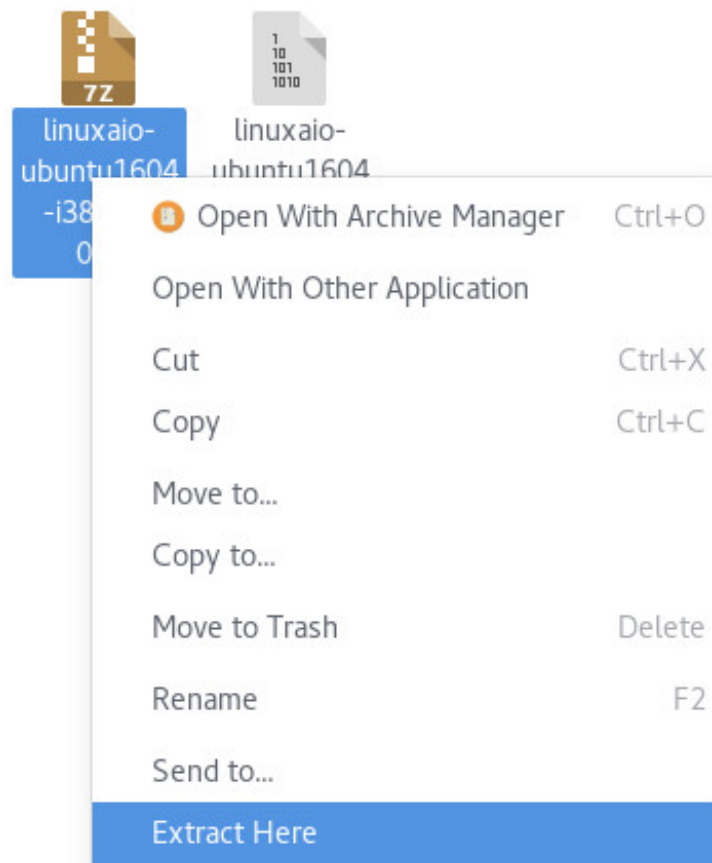 1
10
101
1010
7Z
linuxaio-
ubuntu1604
-i38
0
linuxaio-
ubuntu1604
Open With Archive Manager Ctrl+O
Open With Other Application
Cut Ctrl+X
Copy Ctrl+C
Move to...
Copy to...
Move to Trash Delete
Rename F2
Send to...
Extract Here